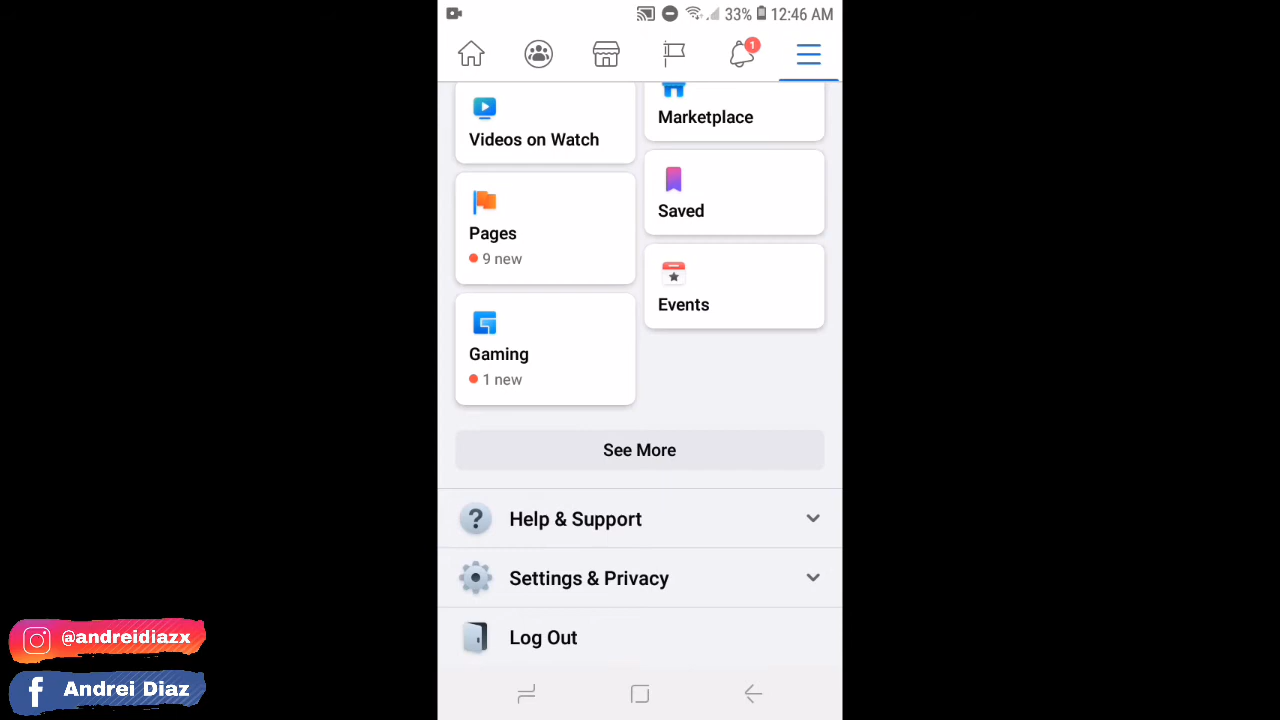 33% 12:46 AM
1
Videos on Watch
Marketplace
Pages
9 new
Saved
Gaming
1 new
Events
See More
? Help & Support
Settings & Privacy
Log Out
@andreidiazx
f Andrei Diaz